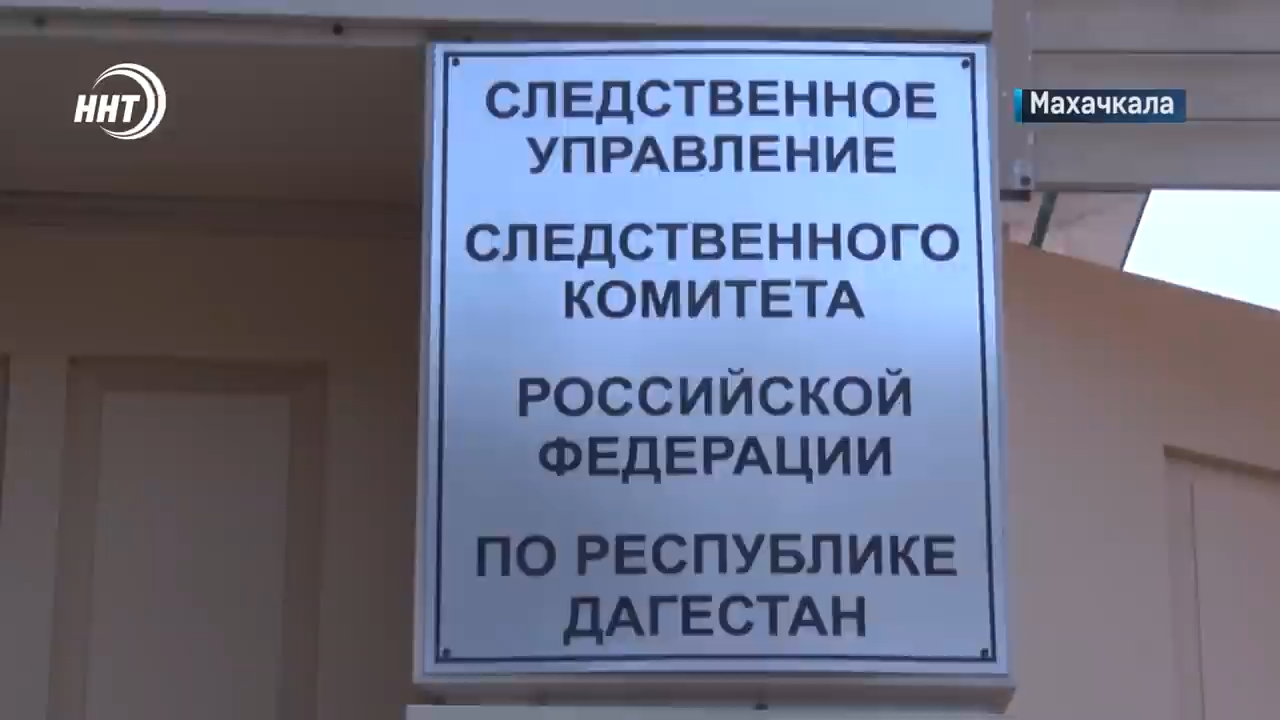 ННТ
Махачкала
СЛЕДСТВЕННОЕ
УПРАВЛЕНИЕ
СЛЕДСТВЕННОГО
КОМИТЕТА
РОССИЙСКОЙ
ФЕДЕРАЦИИ
ПО РЕСПУБЛИКЕ
ДАГЕСТАН